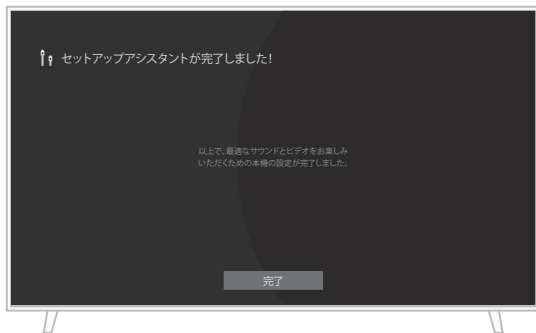 セットアップアシスタントが完了しました！
以上で、最適なサウンドとビデオをお楽しみ
いただくための本機の設定が完了しました。
完了